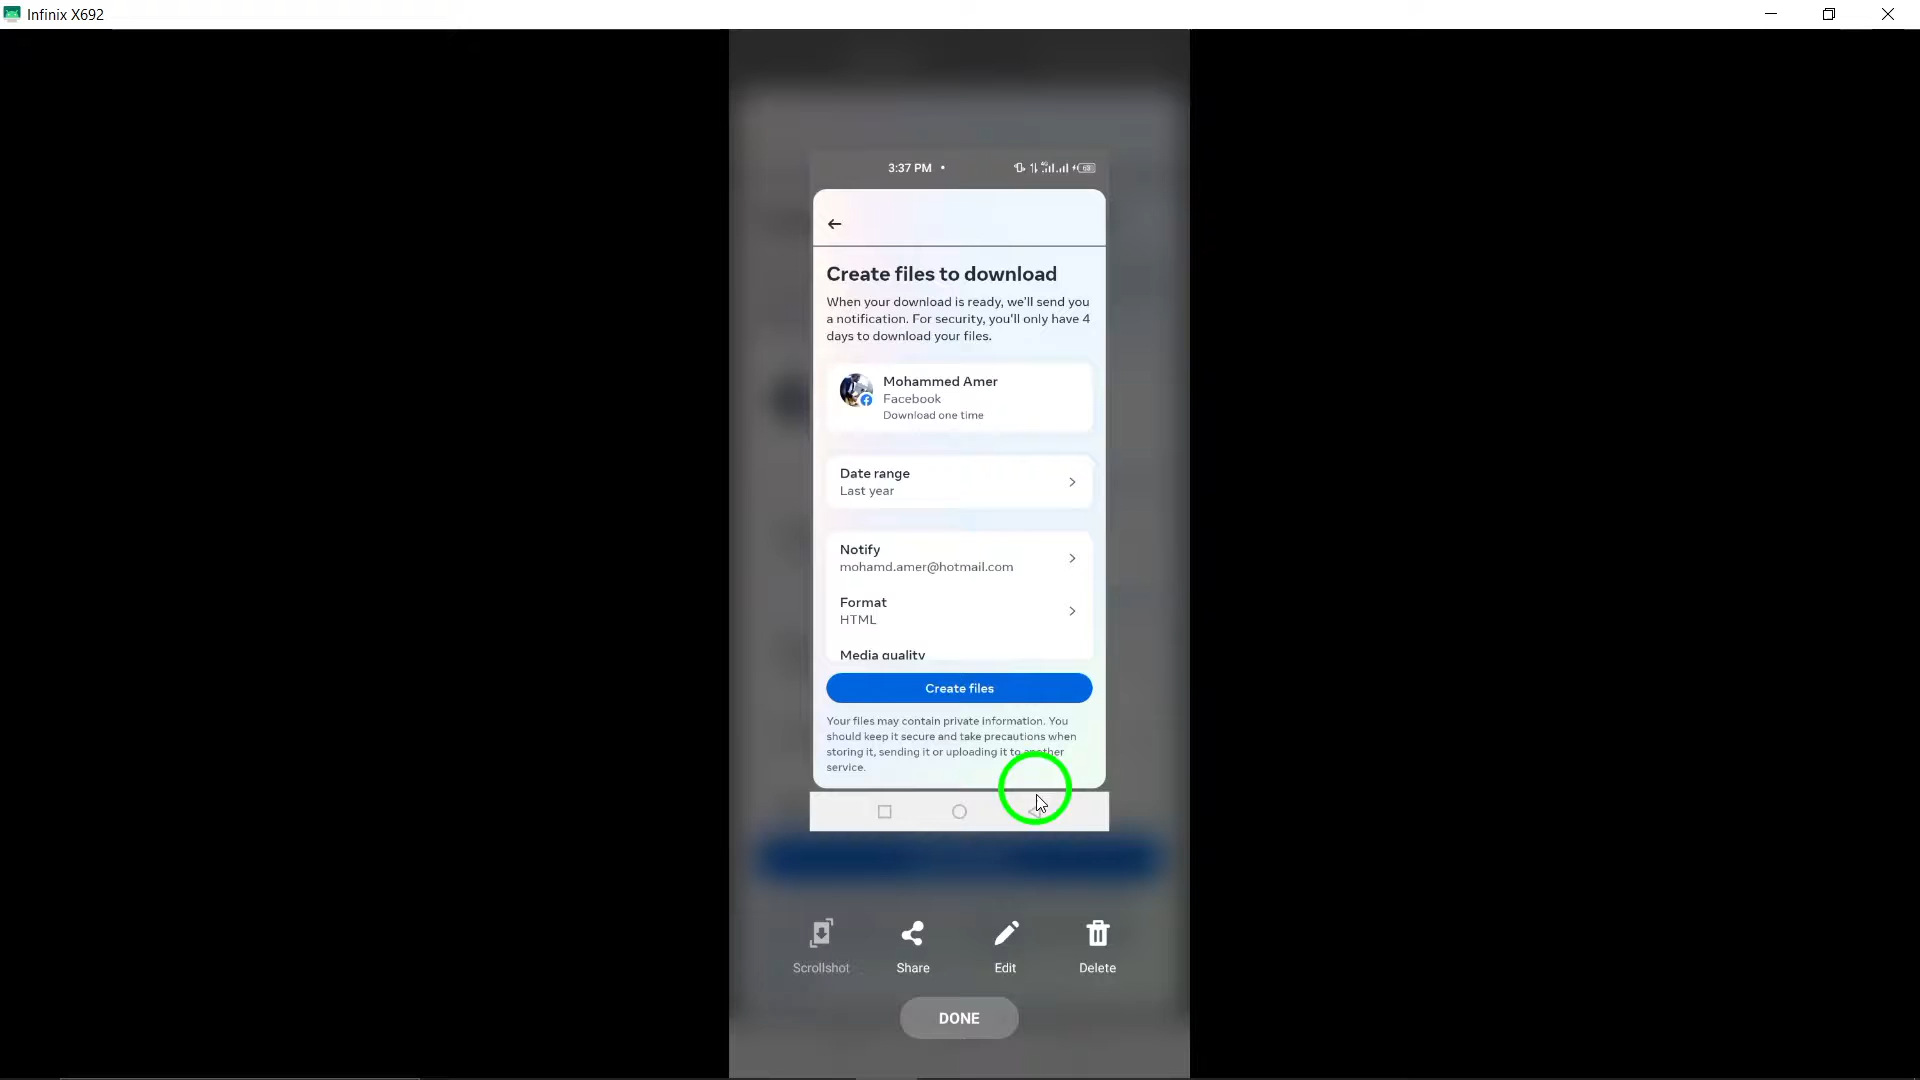 Infinix X692
3:37 PM
4G
63
Create files to download
When your download is ready, we'll send you
a notification. For security, you'll only have 4
days to download your files.
Mohammed Amer
Facebook
Download one time
Date range
Last year
Notify
mohamd.amer@hotmail.com
Format
HTML
Media quality
Create files
Your files may contain private information. You
should keep it secure and take precautions when
storing it, sending it or uploading it to another
service.
Scrollshot
Share
Edit
Delete
DONE